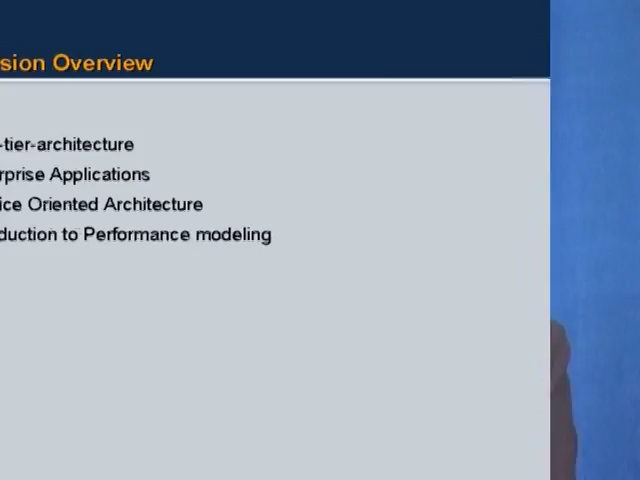 sion Overview
-tier-architecture
rprise Applications
ice Oriented Architecture
duction to Performance modeling